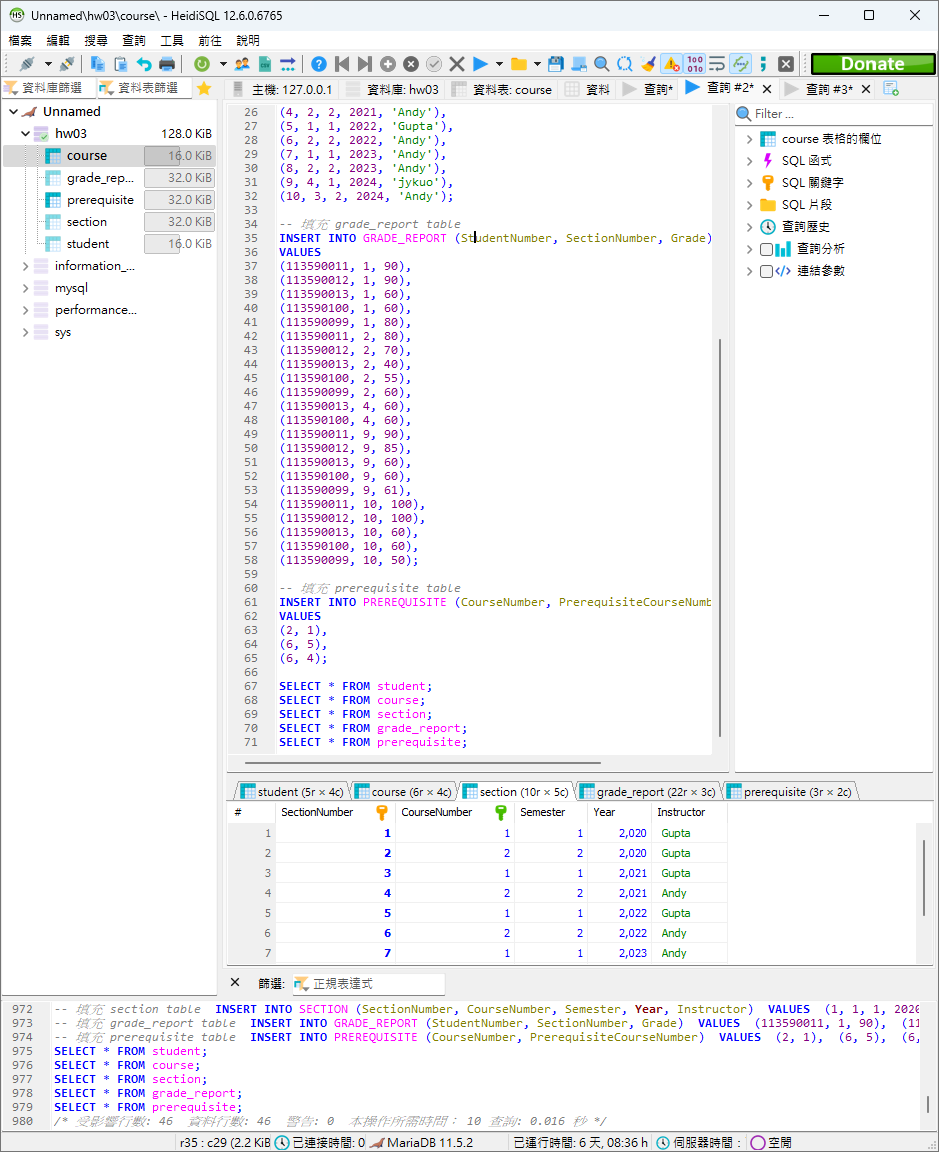 Unnamed\hw03\course\ - HeidiSQL 12.6.0.6765
檔案 編輯 搜尋 查詢 工具 前往 說明
Donate
資料庫篩選 資料表篩選
主機: 127.0.0.1 資料庫: hw03 資料表: course 資料 查詢* 查詢 #2* 查詢 #3*
Unnamed
hw03 128.0 KiB
course 16.0 KiB
grade_rep... 32.0 KiB
prerequisite 32.0 KiB
section 32.0 KiB
student 16.0 KiB
information_...
mysql
performance...
sys
26 (4, 2, 2, 2021, 'Andy'),
27 (5, 1, 1, 2022, 'Gupta'),
28 (6, 2, 2, 2022, 'Andy'),
29 (7, 1, 1, 2023, 'Andy'),
30 (8, 2, 2, 2023, 'Andy'),
31 (9, 4, 1, 2024, 'jykuo'),
32 (10, 3, 2, 2024, 'Andy');
33
34 -- 填充 grade_report table
35 INSERT INTO GRADE_REPORT (StudentNumber, SectionNumber, Grade)
36 VALUES
37 (113590011, 1, 90),
38 (113590012, 1, 90),
39 (113590013, 1, 60),
40 (113590100, 1, 60),
41 (113590099, 1, 80),
42 (113590011, 2, 80),
43 (113590012, 2, 70),
44 (113590013, 2, 40),
45 (113590100, 2, 55),
46 (113590099, 2, 60),
47 (113590013, 4, 60),
48 (113590100, 4, 60),
49 (113590011, 9, 90),
50 (113590012, 9, 85),
51 (113590013, 9, 60),
52 (113590100, 9, 60),
53 (113590099, 9, 61),
54 (113590011, 10, 100),
55 (113590012, 10, 100),
56 (113590013, 10, 60),
57 (113590100, 10, 60),
58 (113590099, 10, 50);
59
60 -- 填充 prerequisite table
61 INSERT INTO PREREQUISITE (CourseNumber, PrerequisiteCourseNumb
62 VALUES
63 (2, 1),
64 (6, 5),
65 (6, 4);
66
67 SELECT * FROM student;
68 SELECT * FROM course;
69 SELECT * FROM section;
70 SELECT * FROM grade_report;
71 SELECT * FROM prerequisite;
Filter ...
course 表格的欄位
SQL 函式
SQL 關鍵字
SQL 片段
查詢歷史
查詢分析
連結參數
student (5r × 4c) course (6r × 4c) section (10r × 5c) grade_report (22r × 3c) prerequisite (3r × 2c)
# SectionNumber CourseNumber Semester Year Instructor
1 1 1 1 2,020 Gupta
2 2 2 2 2,020 Gupta
3 3 1 1 2,021 Gupta
4 4 2 2 2,021 Andy
5 5 1 1 2,022 Gupta
6 6 2 2 2,022 Andy
7 7 1 1 2,023 Andy
篩選: 正規表達式
972 -- 填充 section table INSERT INTO SECTION (SectionNumber, CourseNumber, Semester, Year, Instructor) VALUES (1, 1, 1, 2020
973 -- 填充 grade_report table INSERT INTO GRADE_REPORT (StudentNumber, SectionNumber, Grade) VALUES (113590011, 1, 90), (11
974 -- 填充 prerequisite table INSERT INTO PREREQUISITE (CourseNumber, PrerequisiteCourseNumber) VALUES (2, 1), (6, 5), (6,
975 SELECT * FROM student;
976 SELECT * FROM course;
977 SELECT * FROM section;
978 SELECT * FROM grade_report;
979 SELECT * FROM prerequisite;
980 /* 受影響行數: 46 資料行數: 46 警告: 0 本操作所需時間: 10 查詢: 0.016 秒 */
r35 : c29 (2.2 KiB 已連接時間: 0 MariaDB 11.5.2 已運行時間: 6 天, 08:36 h 伺服器時間: 空閒